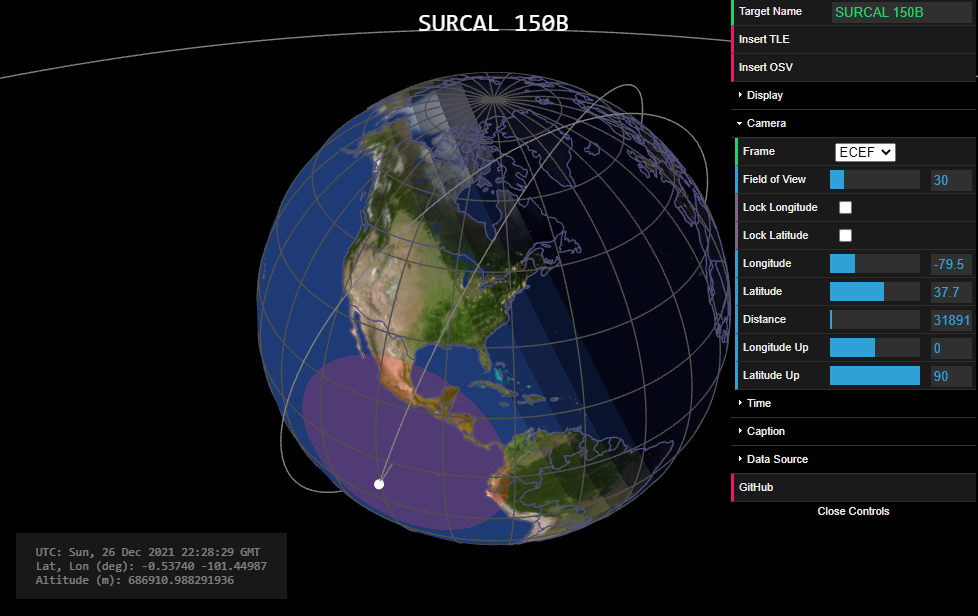 SURCAL 150B
Target Name SURCAL 150B
Insert TLE
Insert OSV
Display
Camera
Frame ECEF
Field of View 30
Lock Longitude
Lock Latitude
Longitude -79.5
Latitude 37.7
Distance 31891
Longitude Up 0
Latitude Up 90
Time
Caption
Data Source
GitHub
Close Controls
UTC: Sun, 26 Dec 2021 22:28:29 GMT
Lat, Lon (deg): -0.53740 -101.44987
Altitude (m): 686910.988291936